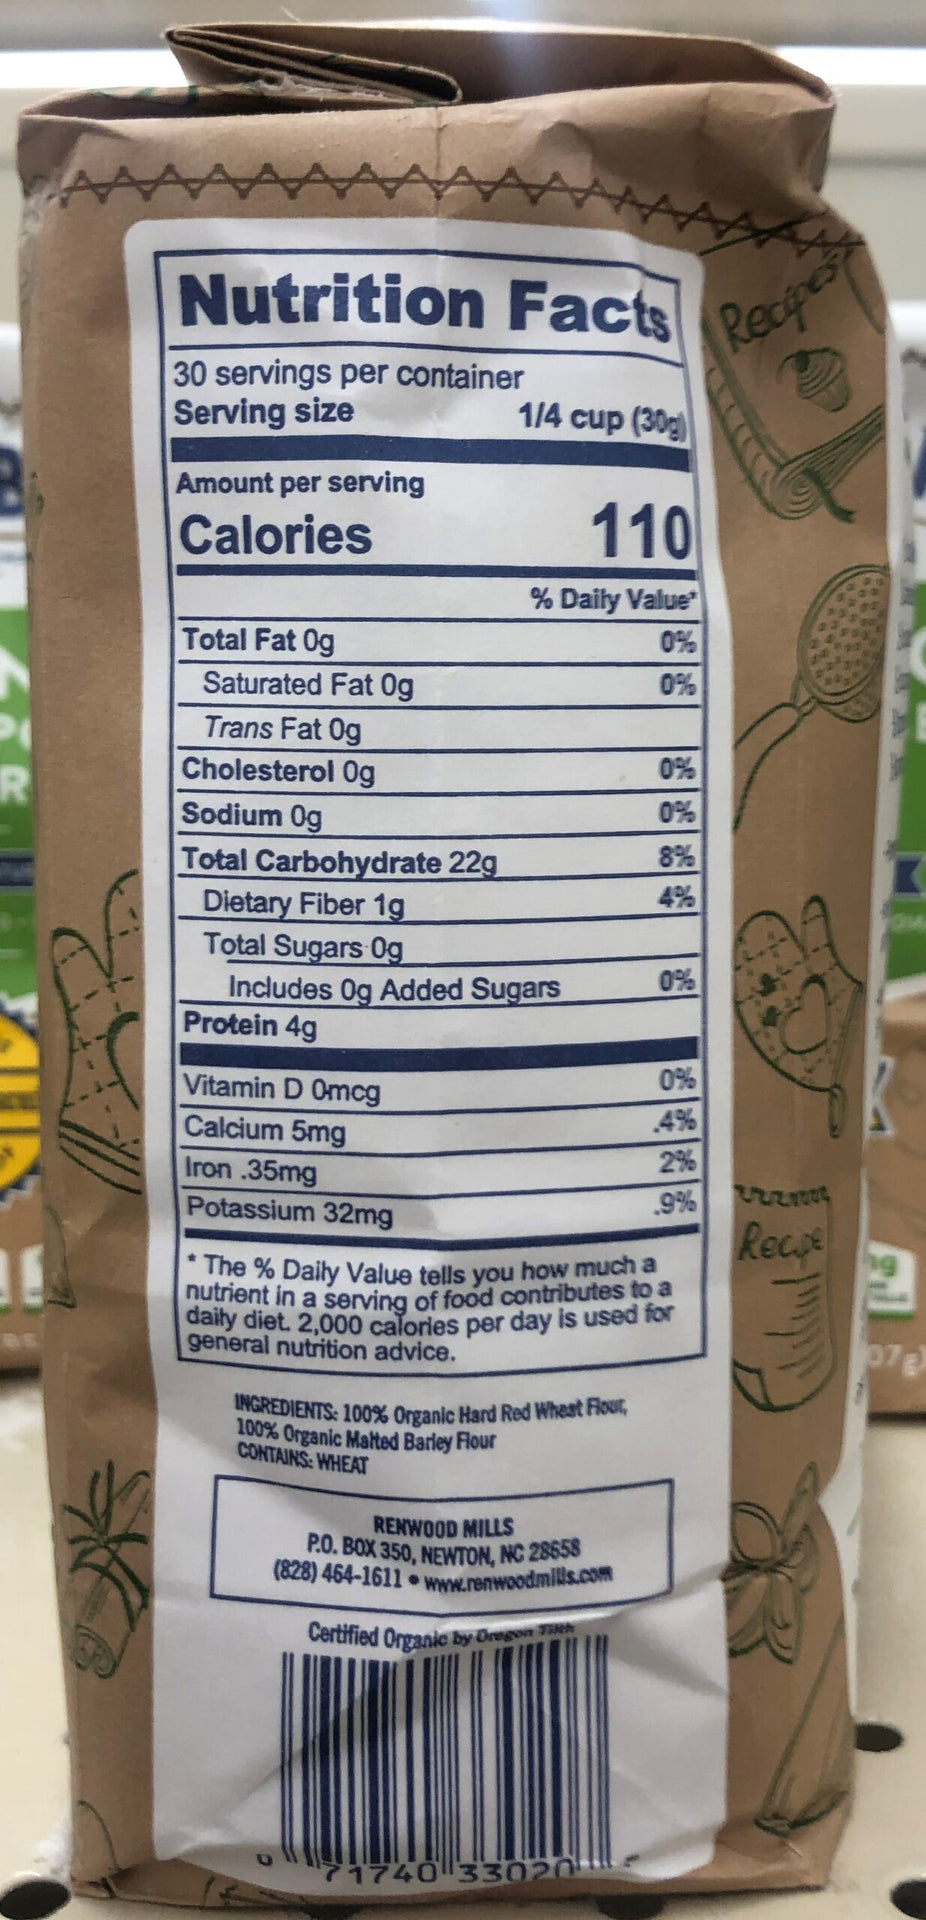 Recipes
Nutrition Facts
30 servings per container
Serving size 1/4 cup (30g)
Amount per serving
Calories 110
% Daily Value*
Total Fat 0g 0%
Saturated Fat 0g 0%
Trans Fat 0g
Cholesterol 0g 0%
Sodium 0g 0%
Total Carbohydrate 22g 8%
Dietary Fiber 1g 4%
Total Sugars 0g
Includes 0g Added Sugars 0%
Protein 4g
Vitamin D 0mcg 0%
Calcium 5mg .4%
Iron .35mg 2%
Potassium 32mg .9%
* The % Daily Value tells you how much a
nutrient in a serving of food contributes to a
daily diet. 2,000 calories per day is used for
general nutrition advice.
Recipe
INGREDIENTS: 100% Organic Hard Red Wheat Flour,
100% Organic Malted Barley Flour
CONTAINS: WHEAT
RENWOOD MILLS
P.O. BOX 350, NEWTON, NC 28658
(828) 464-1611 • www.renwoodmills.com
Certified Organic by Oregon Tilth
0 71740 33020